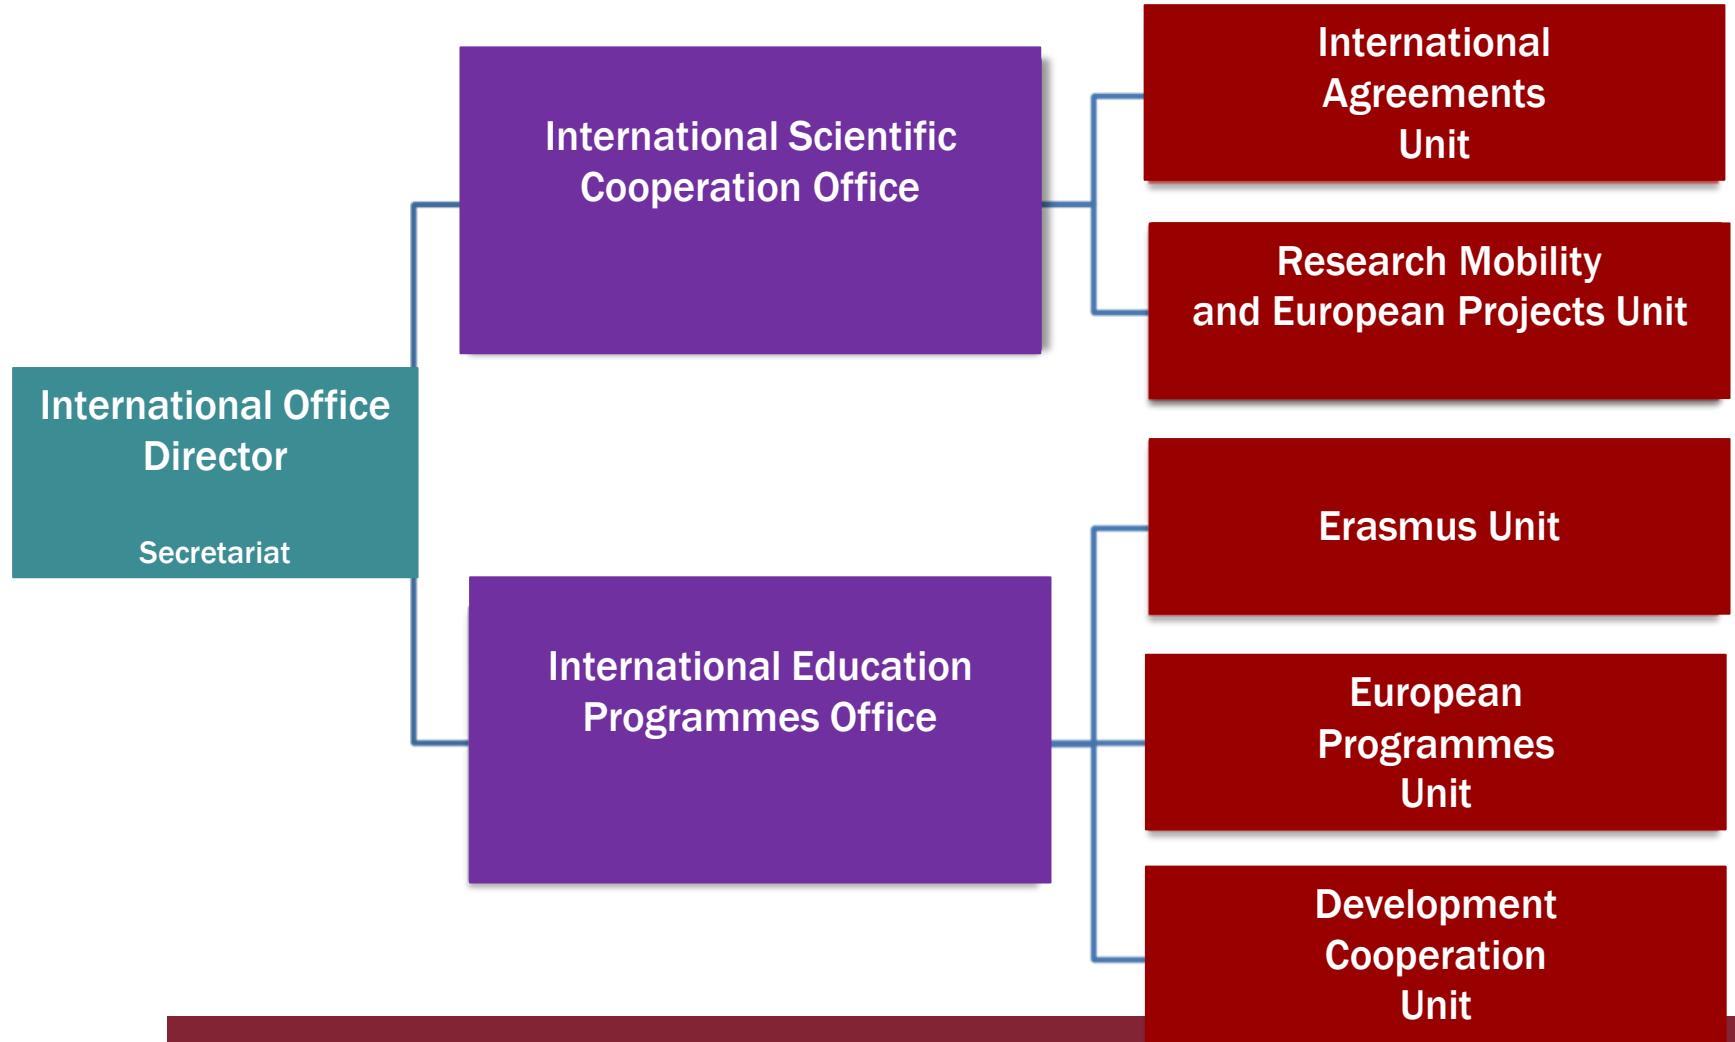 International Office
Director
Secretariat
International Scientific
Cooperation Office
International Education
Programmes Office
International
Agreements
Unit
Research Mobility
and European Projects Unit
Erasmus Unit
European
Programmes
Unit
Development
Cooperation
Unit